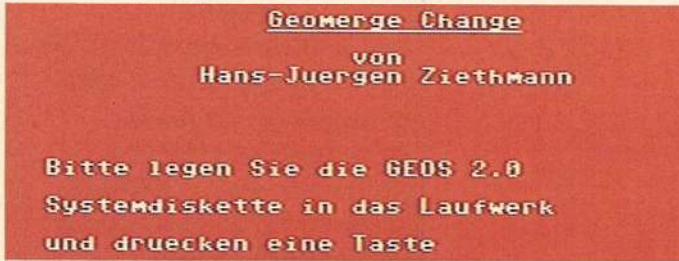 Geomerge Change
von
Hans-Juergen Ziethmann
Bitte legen Sie die GEOS 2.0
Systemdiskette in das Laufwerk
und druecken eine Taste